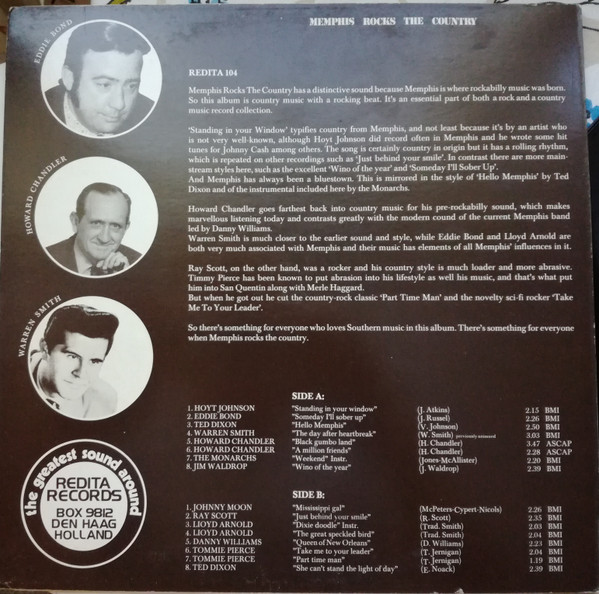 MEMPHIS ROCKS THE COUNTRY
EDDIE BOND
REDITA 104
Memphis Rocks The Country has a distinctive sound because Memphis is where rockabilly music was born.
So this album is country music with a rocking beat. It's an essential part of both a rock and a country
music record collection.
'Standing in your Window' typifies country from Memphis, and not least because it's by an artist who
is not very well-known, although Hoyt Johnson did record often in Memphis and he wrote some hit
tunes for Johnny Cash among others. The song is certainly country in origin but it has a rolling rhythm,
which is repeated on other recordings such as 'Just behind your smile'. In contrast there are more main-
stream styles here, such as the excellent 'Wino of the year' and 'Someday I'll Sober Up'.
And Memphis has always been a bluestown. This is mirrored in the style of 'Hello Memphis' by Ted
Dixon and of the instrumental included here by the Monarchs.
HOWARD CHANDLER
Howard Chandler goes farthest back into country music for his pre-rockabilly sound, which makes
marvellous listening today and contrasts greatly with the modern cound of the current Memphis band
led by Danny Williams.
Warren Smith is much closer to the earlier sound and style, while Eddie Bond and Lloyd Arnold are
both very much associated with Memphis and their music has elements of all Memphis' influences in it.
Ray Scott, on the other hand, was a rocker and his country style is much loader and more abrasive.
Timmy Pierce has been known to put abrasion into his lifestyle as well his music, and that's what put
him into San Quentin along with Merle Haggard.
But when he got out he cut the country-rock classic 'Part Time Man' and the novelty sci-fi rocker 'Take
Me To Your Leader'.
WARREN SMITH
So there's something for everyone who loves Southern music in this album. There's something for everyone
when Memphis rocks the country.
SIDE A:
1. HOYT JOHNSON "Standing in your window" (J. Atkins) 2.15 BMI
2. EDDIE BOND "Someday I'll sober up" (J. Russel) 2.26 BMI
3. TED DIXON "Hello Memphis" (V. Johnson) 2.50 BMI
4. WARREN SMITH "The day after heartbreak" (W. Smith) previously unissued 3.03 BMI
5. HOWARD CHANDLER "Black gumbo land" (H. Chandler) 3.47 ASCAP
6. HOWARD CHANDLER "A million friends" (H. Chandler) 2.28 ASCAP
7. THE MONARCHS "Weekend" Instr. (Jones-McAllister) 2.20 BMI
8. JIM WALDROP "Wino of the year" (J. Waldrop) 2.39 BMI
the greatest sound around
REDITA
RECORDS
BOX 9812
DEN HAAG
HOLLAND
SIDE B:
1. JOHNNY MOON "Mississippi gal" (McPeters-Cypert-Nicols) 2.26 BMI
2. RAY SCOTT "Just behind your smile" (R. Scott) 2.35 BMI
3. LLOYD ARNOLD "Dixie doodle" Instr. (Trad. Smith) 2.03 BMI
4. LLOYD ARNOLD "The great speckled bird" (Trad. Smith) 2.04 BMI
5. DANNY WILLIAMS "Queen of New Orleans" (D. Williams) 2.23 BMI
6. TOMMIE PIERCE "Take me to your leader" (T. Jernigan) 2.04 BMI
7. TOMMIE PIERCE "Part time man" (T. Jernigan) 1.19 BMI
8. TED DIXON "She can't stand the light of day" (E. Noack) 2.39 BMI